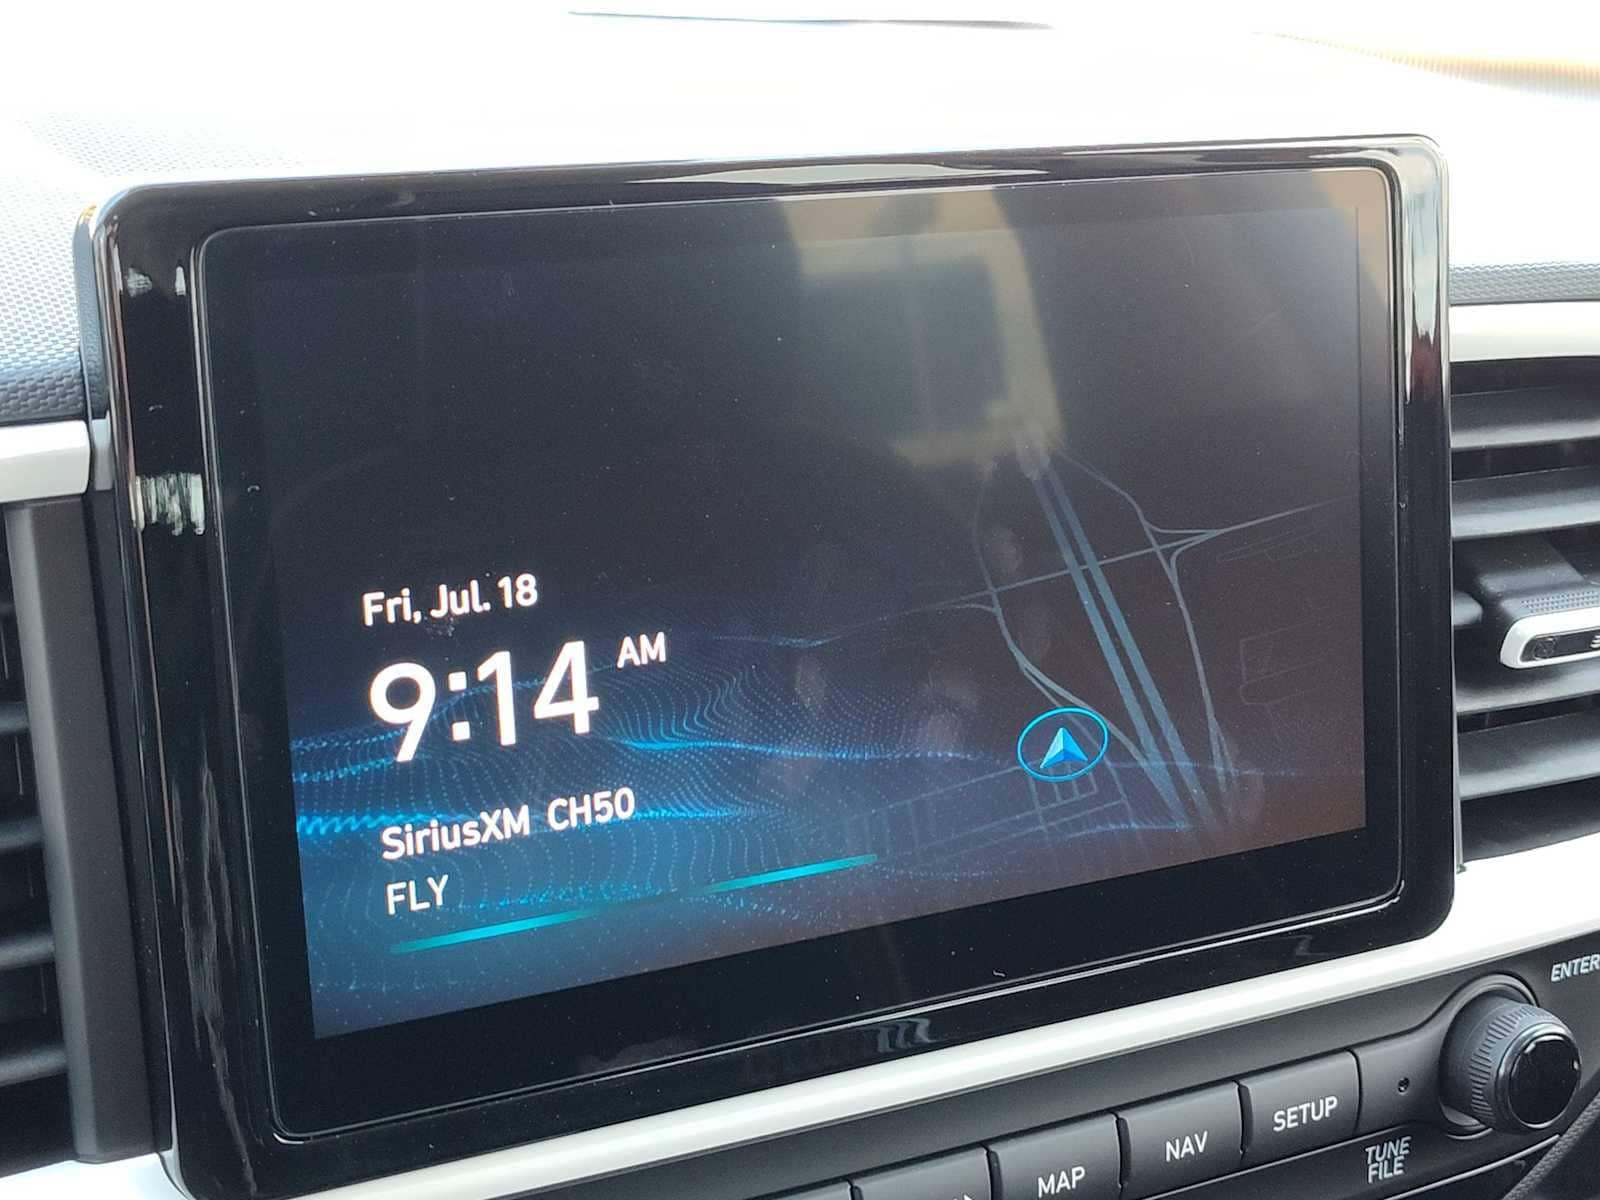 Fri, Jul. 18
9:14 AM
SiriusXM CH50
FLY
ENTER
MAP
NAV
SETUP
TUNE
FILE